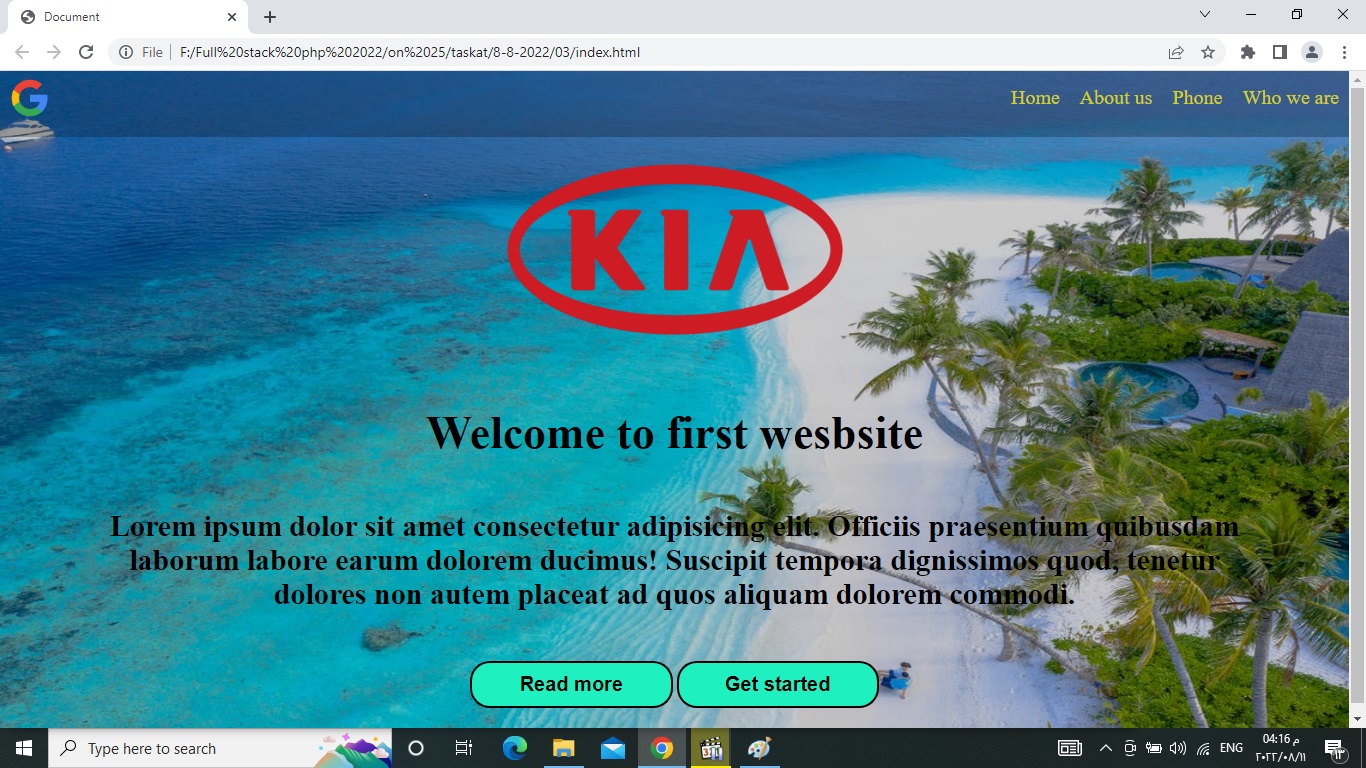 Document
File
F:/Full%20stack%20php%202022/on%2025/taskat/8-8-2022/03/index.html
Home About us Phone Who we are
KIA
Welcome to first wesbsite
Lorem ipsum dolor sit amet consectetur adipisicing elit. Officiis praesentium quibusdam
laborum labore earum dolorem ducimus! Suscipit tempora dignissimos quod, tenetur
dolores non autem placeat ad quos aliquam dolorem commodi.
Read more Get started
Type here to search
ENG
04:16 م
٢٠٢٢/٠٨/١١
١٣